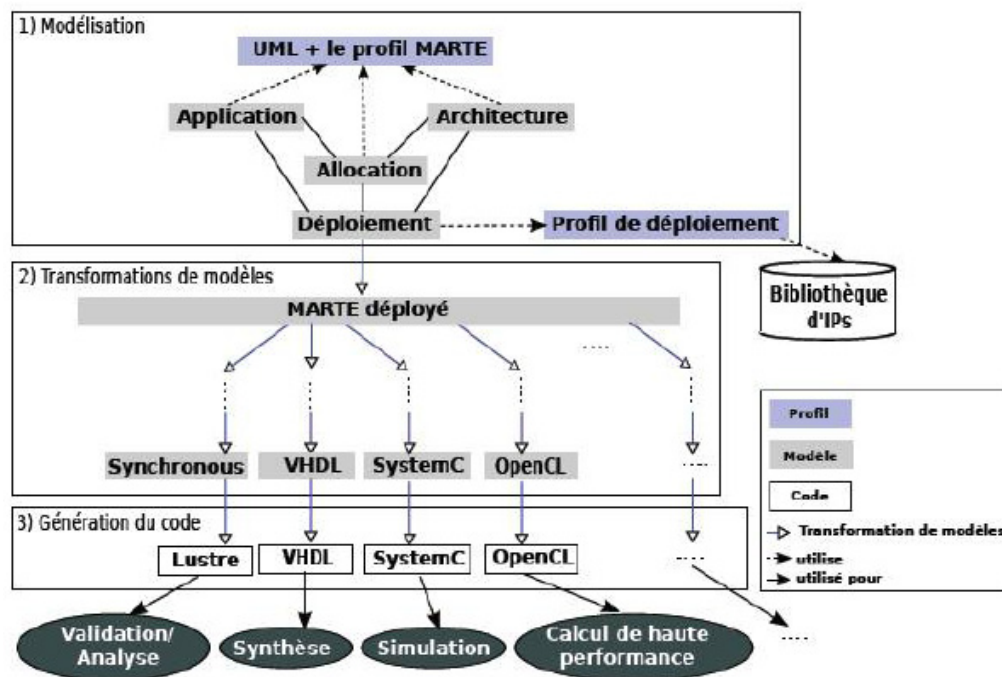 1) Modélisation
UML + le profil MARTE
Application
Architecture
Allocation
Déploiement
Profil de déploiement
Bibliothèque
d'IPs
2) Transformations de modèles
MARTE déployé
....
Synchronous
VHDL
SystemC
OpenCL
....
3) Génération du code
Lustre
VHDL
SystemC
OpenCL
....
Validation/
Analyse
Synthèse
Simulation
Calcul de haute
performance
....
Profil
Modèle
Code
Transformation de modèles
utilise
utilisé pour